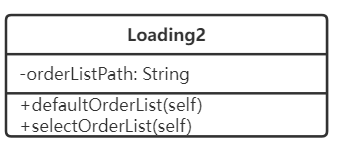 Loading2
-orderListPath: String
+defaultOrderList(self)
+selectOrderList(self)